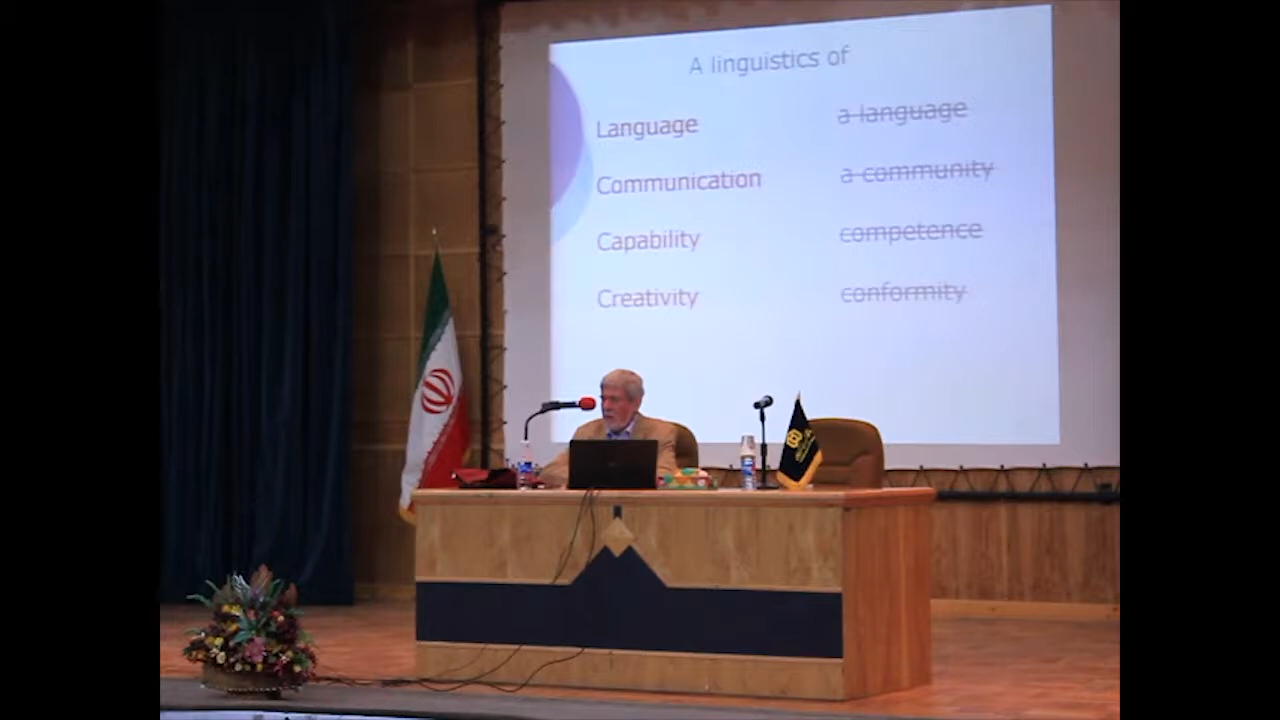 A linguistics of
Language a language
Communication a community
Capability competence
Creativity conformity